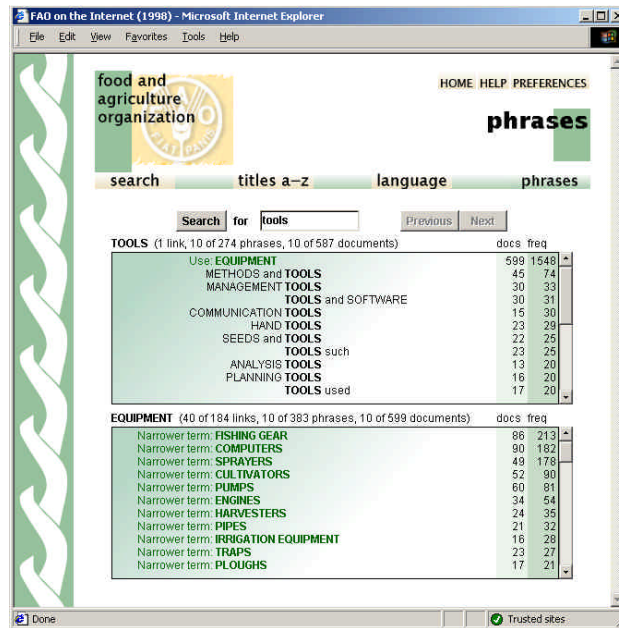 FAO on the Internet (1998) - Microsoft Internet Explorer
File Edit View Favorites Tools Help
food and
agriculture
organization
FIAT PANIS
HOME HELP PREFERENCES
phrases
search titles a–z language phrases
Search for tools Previous Next
TOOLS (1 link, 10 of 274 phrases, 10 of 587 documents) docs freq
Use: EQUIPMENT 599 1548
METHODS and TOOLS 45 74
MANAGEMENT TOOLS 30 33
TOOLS and SOFTWARE 30 31
COMMUNICATION TOOLS 15 30
HAND TOOLS 23 29
SEEDS and TOOLS 22 25
TOOLS such 23 25
ANALYSIS TOOLS 13 20
PLANNING TOOLS 16 20
TOOLS used 17 20
EQUIPMENT (40 of 184 links, 10 of 383 phrases, 10 of 599 documents) docs freq
Narrower term: FISHING GEAR 86 213
Narrower term: COMPUTERS 90 182
Narrower term: SPRAYERS 49 178
Narrower term: CULTIVATORS 52 90
Narrower term: PUMPS 60 81
Narrower term: ENGINES 34 54
Narrower term: HARVESTERS 24 35
Narrower term: PIPES 21 32
Narrower term: IRRIGATION EQUIPMENT 16 28
Narrower term: TRAPS 23 27
Narrower term: PLOUGHS 17 21
Done Trusted sites